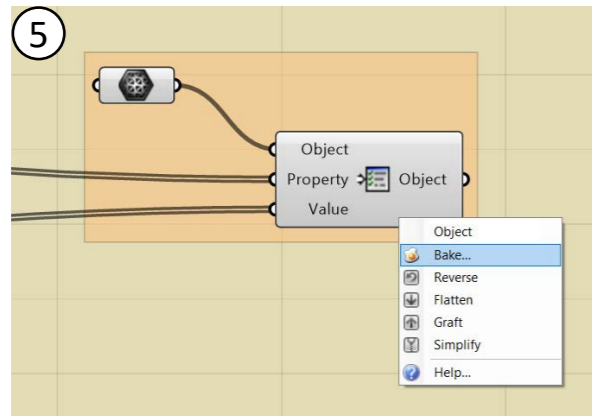 5
Object
Property Object
Value
Object
Bake...
Reverse
Flatten
Graft
Simplify
Help...